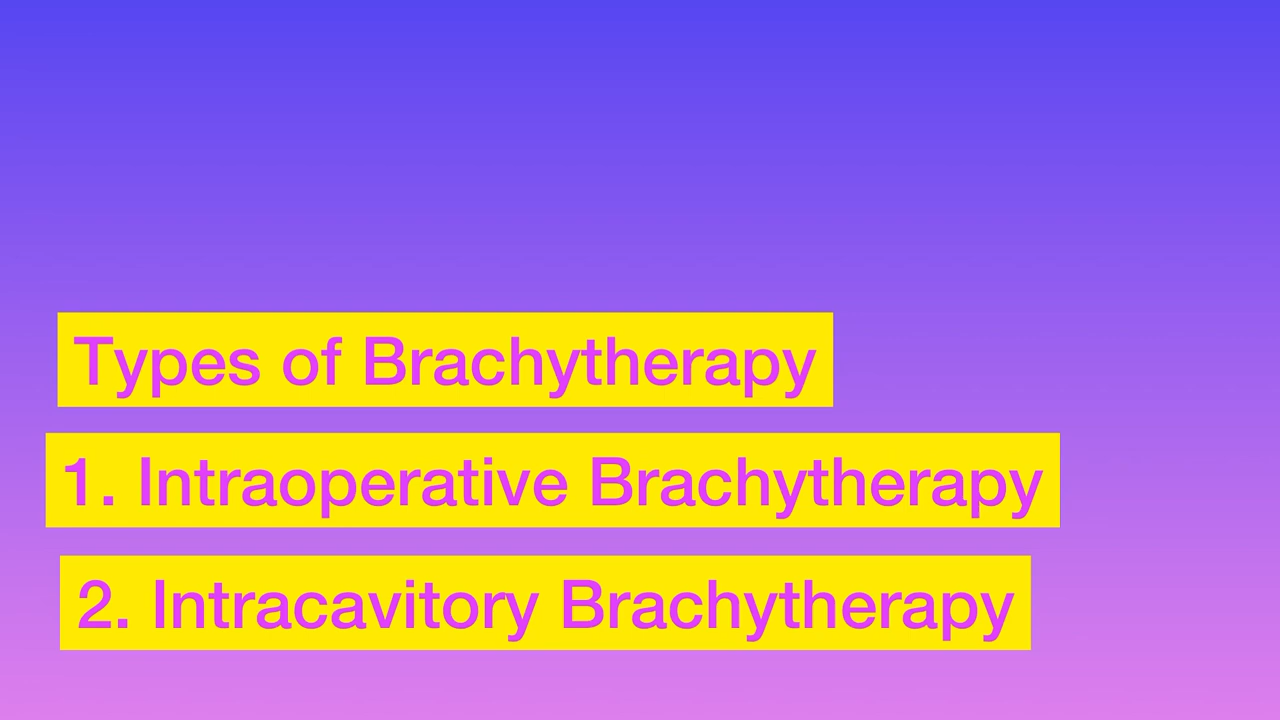 Types of Brachytherapy
1. Intraoperative Brachytherapy
2. Intracavitory Brachytherapy